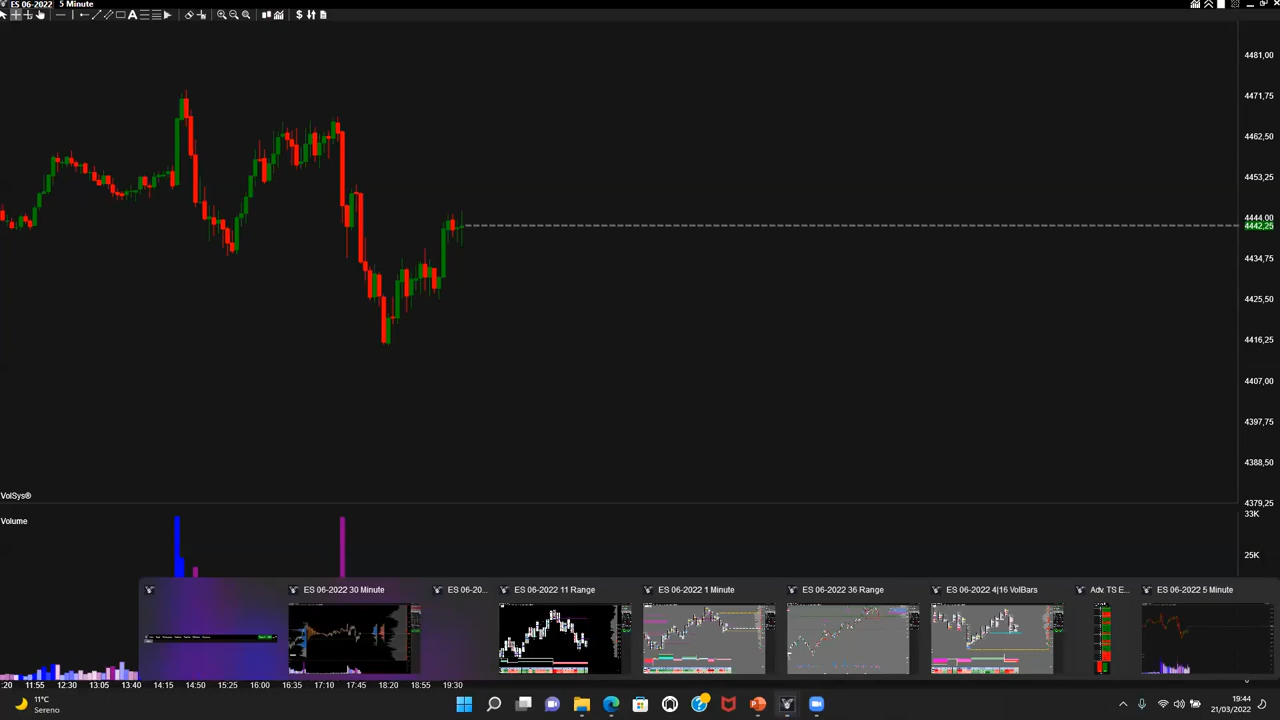 ES 06-2022 5 Minute
A
$
4481,00
4471,75
4462,50
4453,25
4444,00
4442,25
4434,75
4425,50
4416,25
4407,00
4397,75
4388,50
4379,25
VolSys®
Volume
33K
25K
ES 06-2022 30 Minute
ES 06-20...
ES 06-2022 11 Range
ES 06-2022 1 Minute
ES 06-2022 36 Range
ES 06-2022 4|16 VolBars
Adv. TS E...
ES 06-2022 5 Minute
:20 11:55 12:30 13:05 13:40 14:15 14:50 15:25 16:00 16:35 17:10 17:45 18:20 18:55 19:30
11°C
Sereno
19:44
21/03/2022